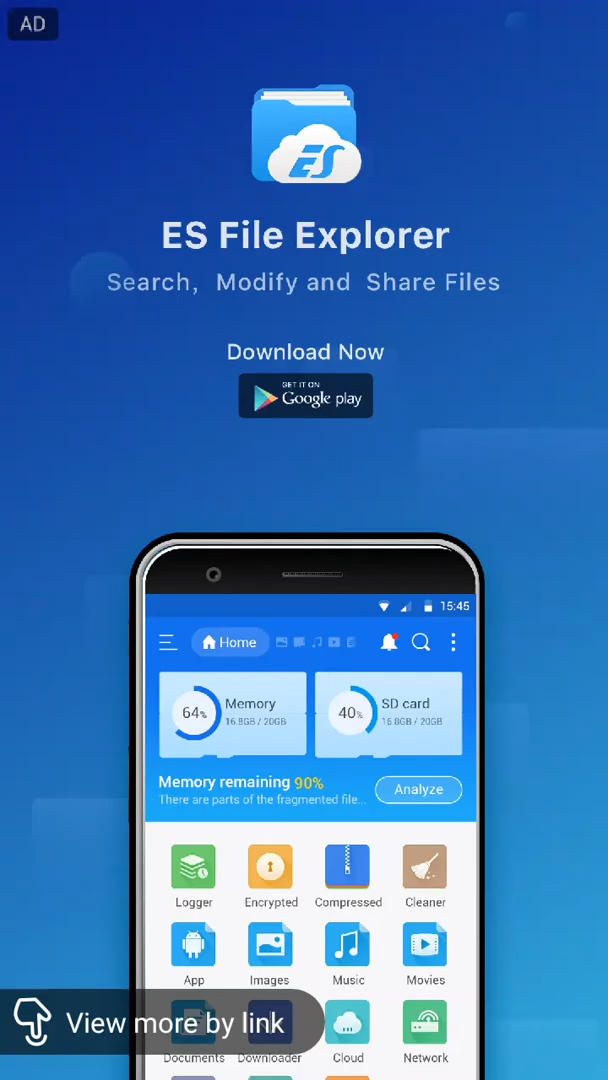 AD
ES
ES File Explorer
Search, Modify and Share Files
Download Now
GET IT ON
Google play
15:45
Home
64%
Memory
16.8GB / 20GB
40%
SD card
16.8GB / 20GB
Memory remaining 90%
There are parts of the fragmented file...
Analyze
Logger Encrypted Compressed Cleaner
App Images Music Movies
View more by link
Documents Downloader Cloud Network